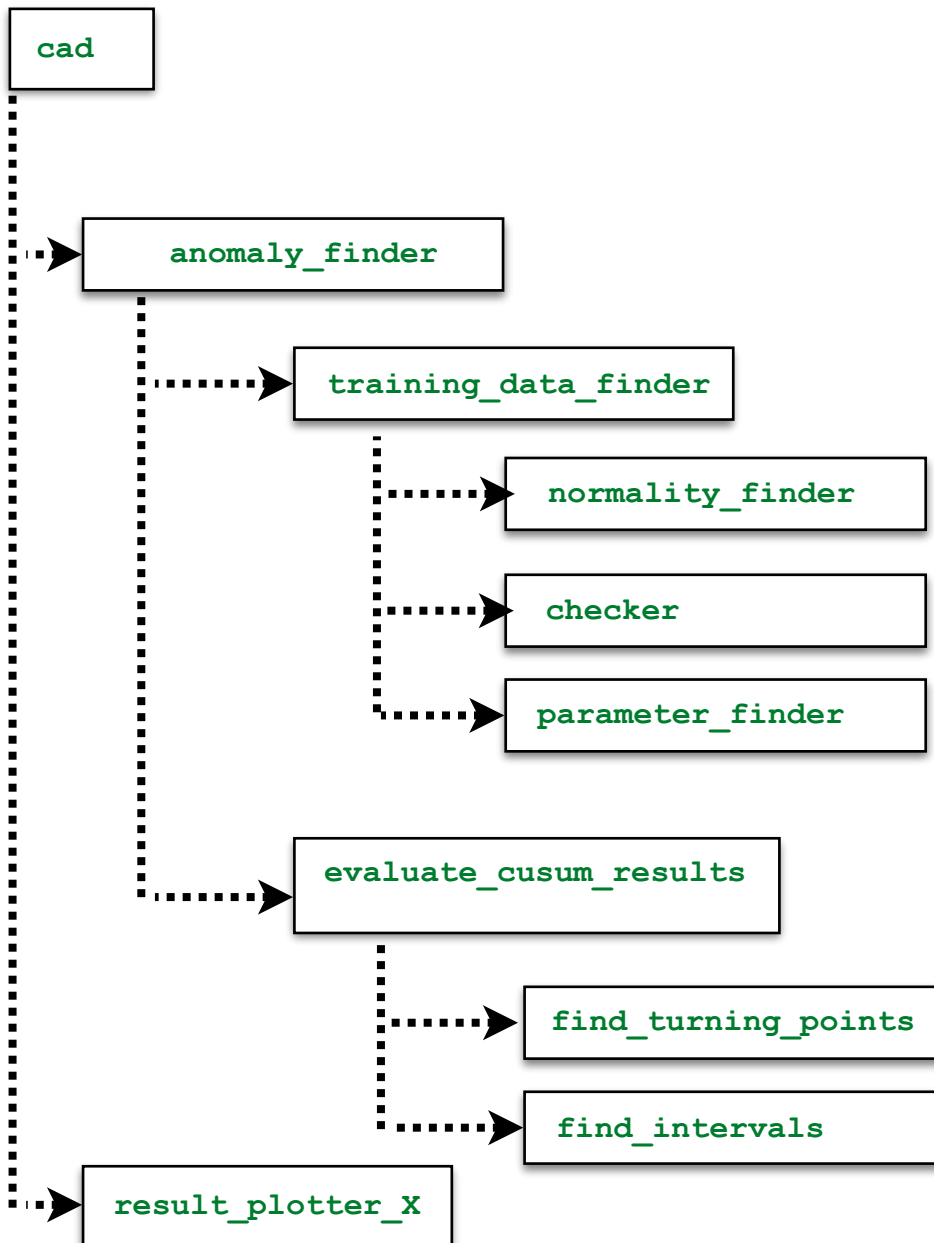 cad
anomaly_finder
training_data_finder
normality_finder
checker
parameter_finder
evaluate_cusum_results
find_turning_points
find_intervals
result_plotter_X